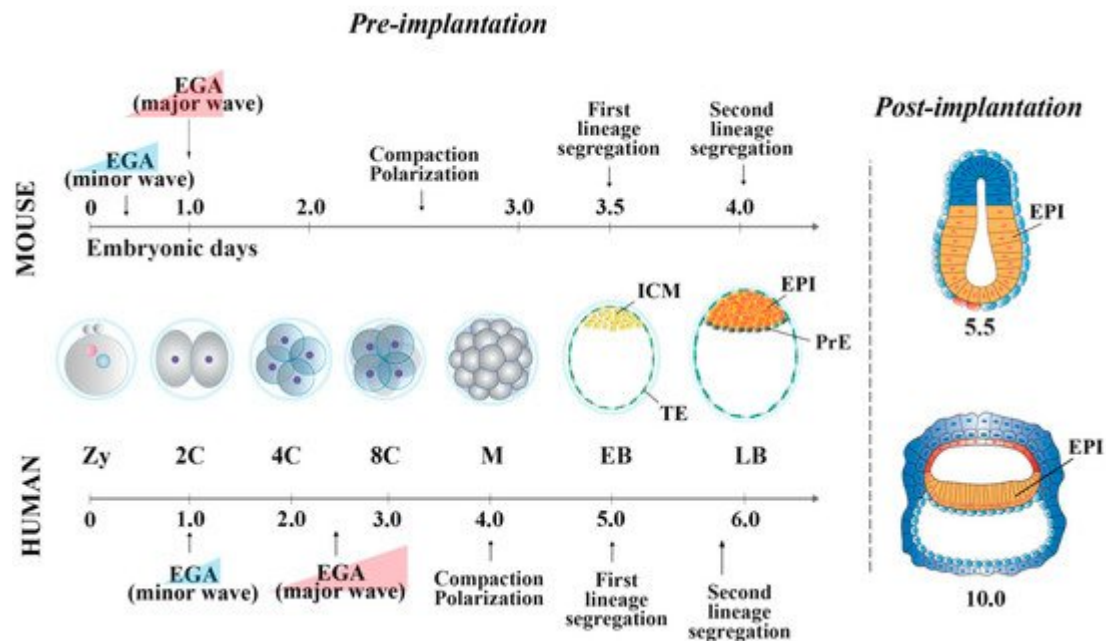 Pre-implantation
EGA
(major wave)
EGA
(minor wave)
Compaction
Polarization
First
lineage
segregation
Second
lineage
segregation
Post-implantation
MOUSE
0 1.0 2.0 3.0 3.5 4.0
Embryonic days
EPI
5.5
ICM
TE
EPI
PrE
Zy 2C 4C 8C M EB LB
HUMAN
0 1.0 2.0 3.0 4.0 5.0 6.0
EGA
(minor wave)
EGA
(major wave)
Compaction
Polarization
First
lineage
segregation
Second
lineage
segregation
EPI
10.0